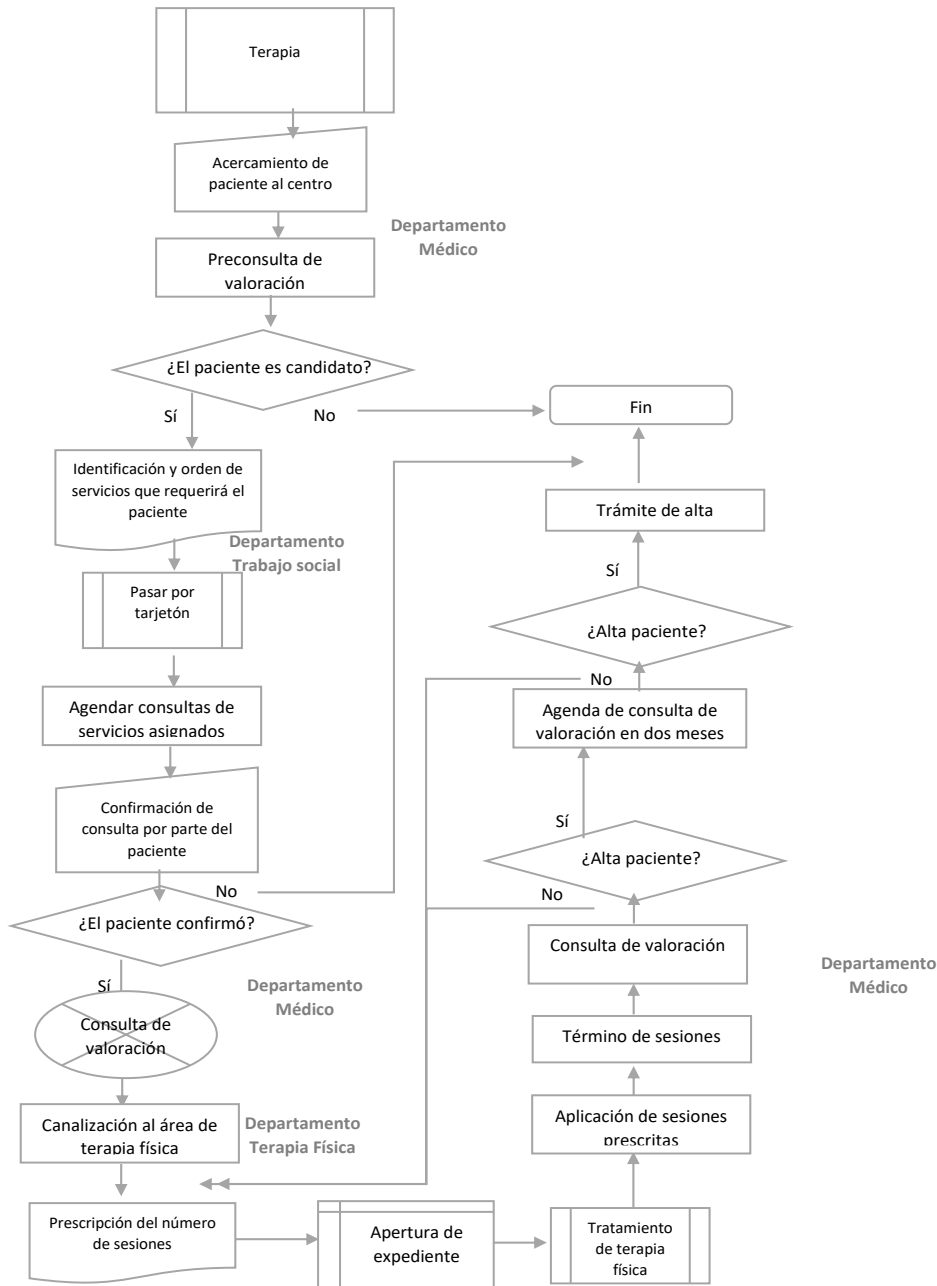 Terapia
Acercamiento de
paciente al centro
Departamento
Médico
Preconsulta de
valoración
¿El paciente es candidato?
Sí
No
Fin
Identificación y orden de
servicios que requerirá el
paciente
Departamento
Trabajo social
Pasar por
tarjetón
Agendar consultas de
servicios asignados
Confirmación de
consulta por parte del
paciente
No
¿El paciente confirmó?
Sí
Departamento
Médico
Consulta de
valoración
Canalización al área de
terapia física
Departamento
Terapia Física
Prescripción del número
de sesiones
Apertura de
expediente
Tratamiento
de terapia
física
Aplicación de sesiones
prescritas
Término de sesiones
Consulta de valoración
Departamento
Médico
No
¿Alta paciente?
Sí
Agenda de consulta de
valoración en dos meses
No
¿Alta paciente?
Sí
Trámite de alta